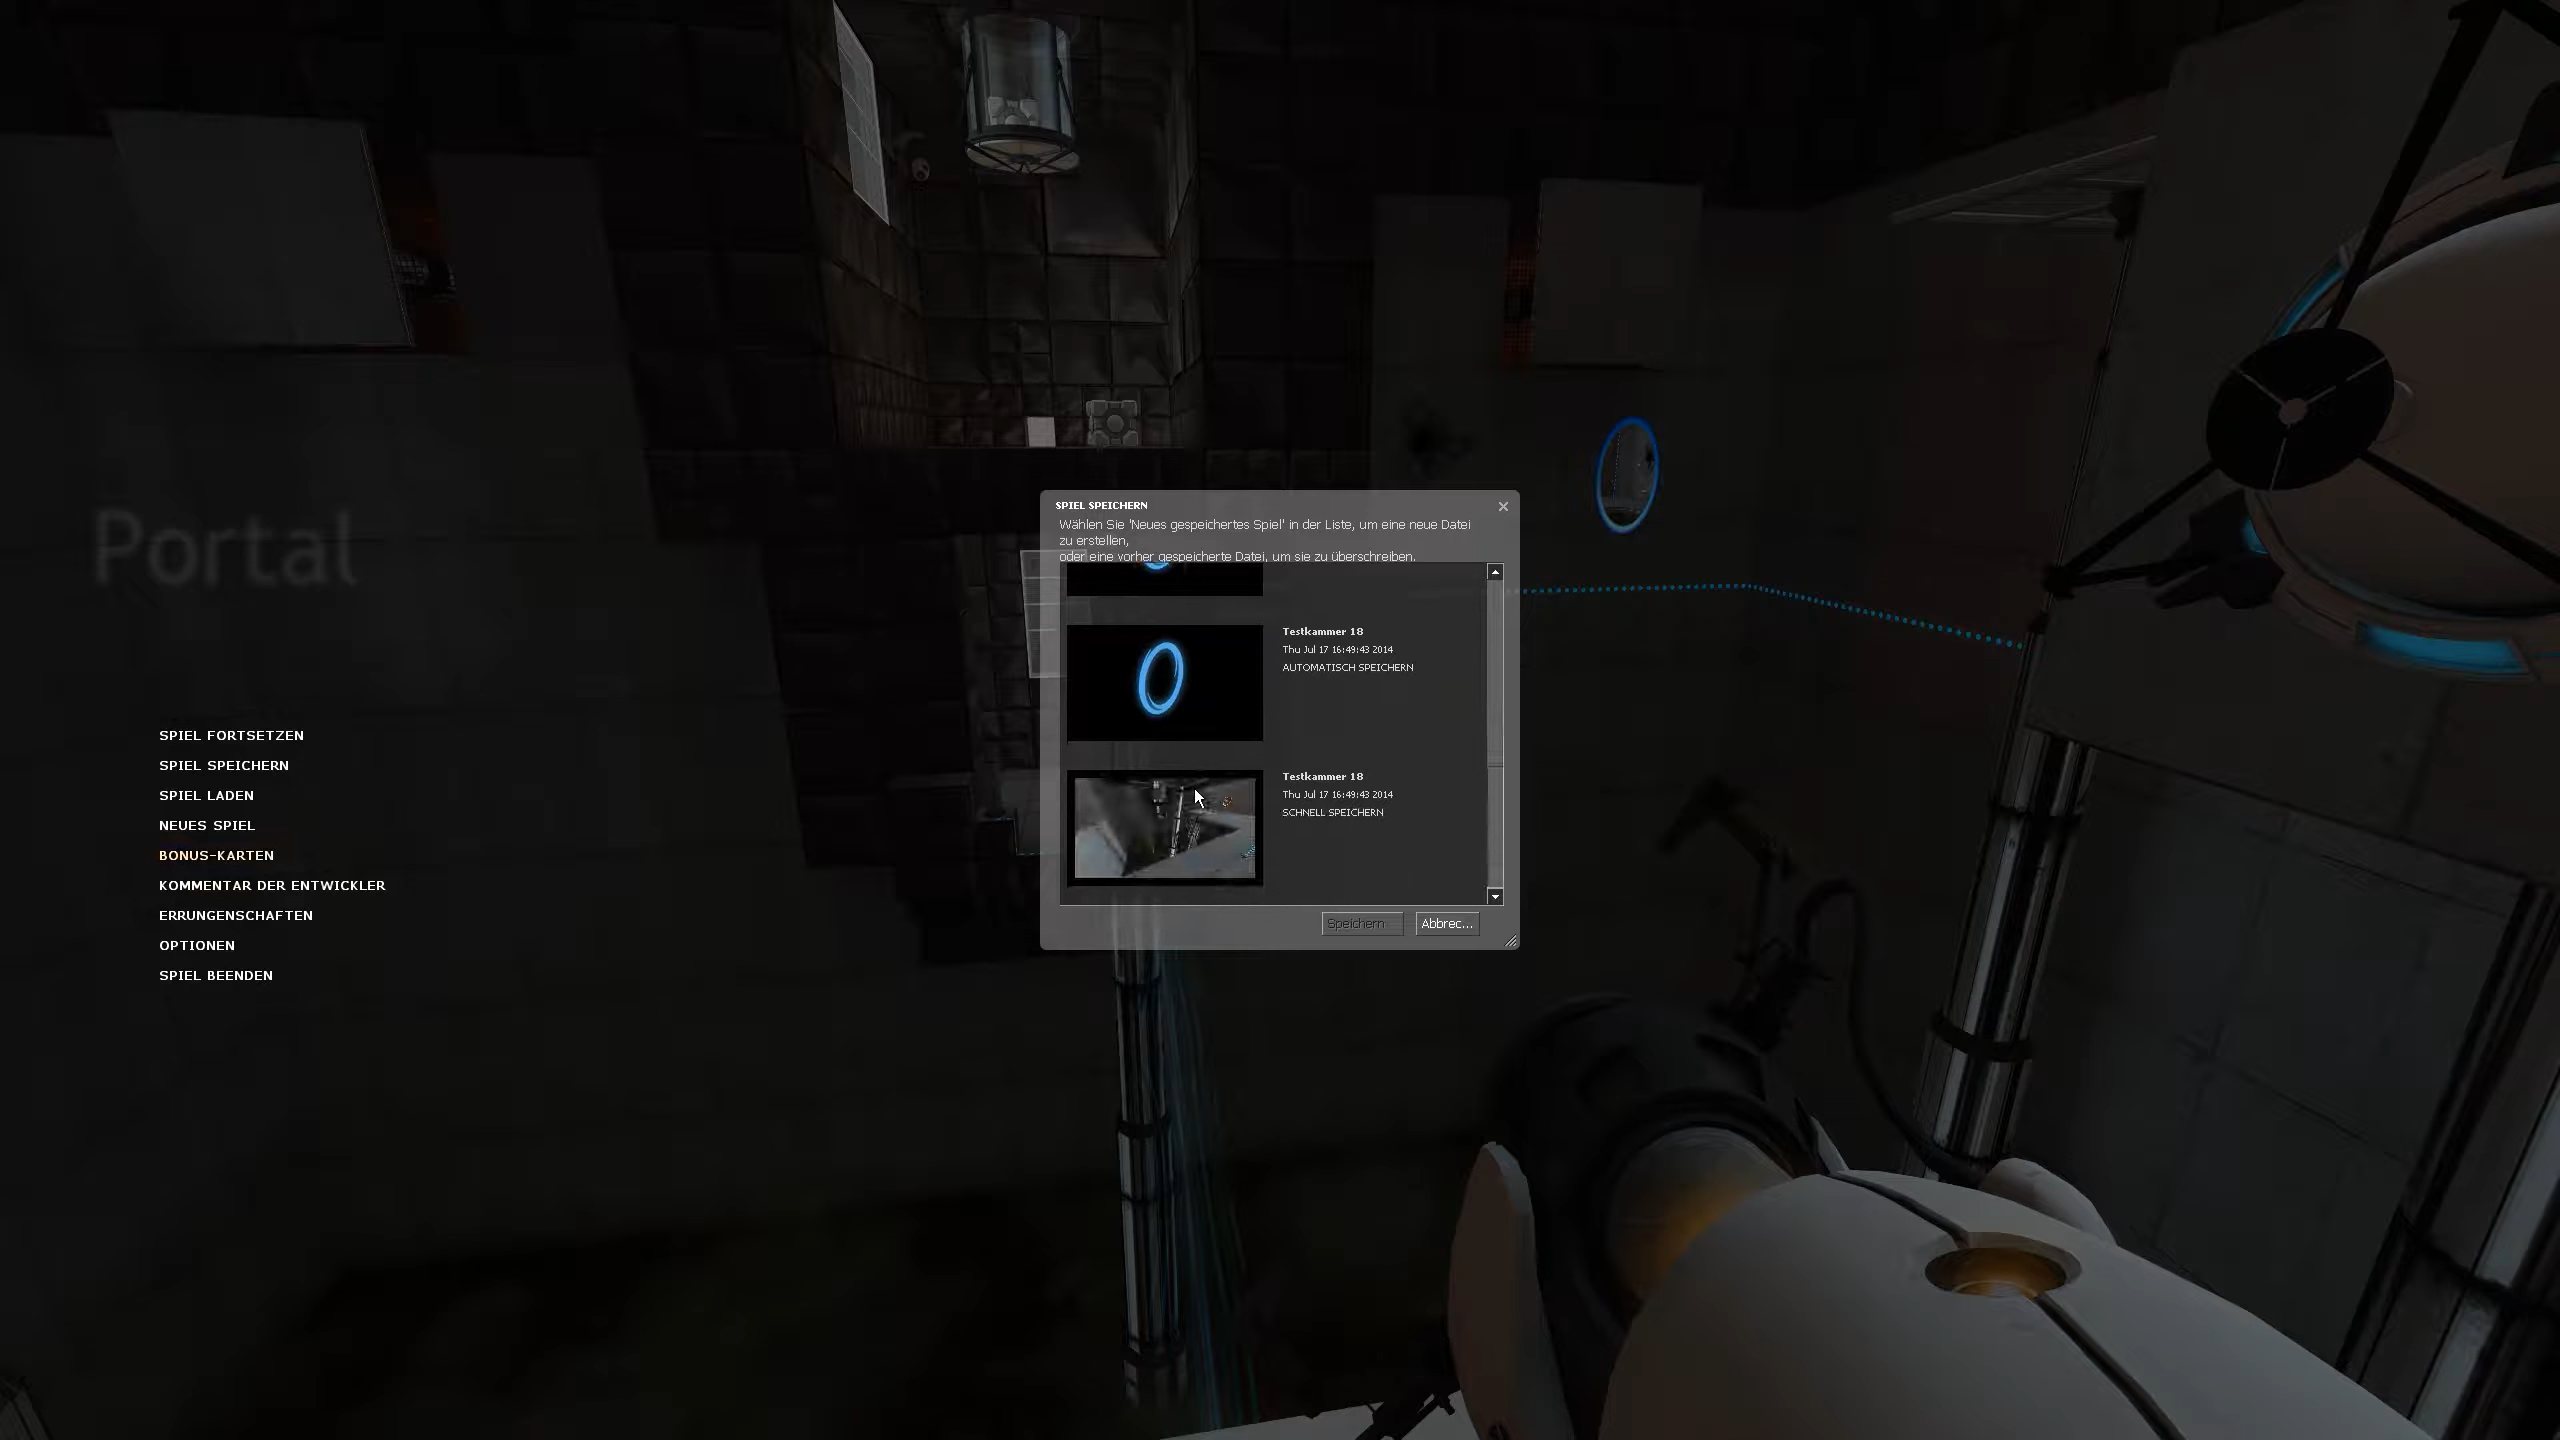 Portal
SPIEL FORTSETZEN
SPIEL SPEICHERN
SPIEL LADEN
NEUES SPIEL
BONUS-KARTEN
KOMMENTAR DER ENTWICKLER
ERRUNGENSCHAFTEN
OPTIONEN
SPIEL BEENDEN
SPIEL SPEICHERN
Wählen Sie 'Neues gespeichertes Spiel' in der Liste, um eine neue Datei
zu erstellen,
oder eine vorher gespeicherte Datei, um sie zu überschreiben.
Testkammer 18
Thu Jul 17 16:49:43 2014
AUTOMATISCH SPEICHERN
Testkammer 18
Thu Jul 17 16:49:43 2014
SCHNELL SPEICHERN
Speichern
Abbrec...